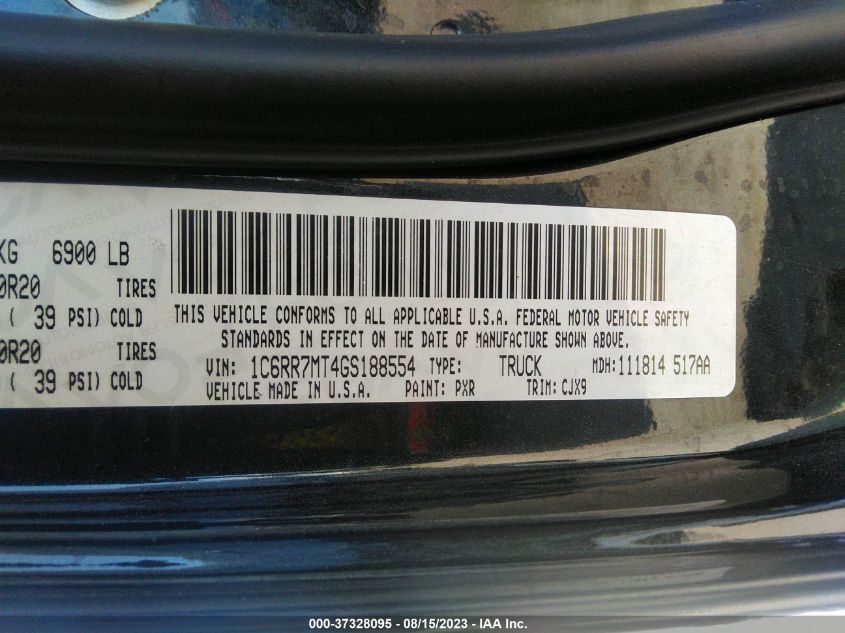 KG 6900 LB
0R20 TIRES
( 39 PSI) COLD
0R20 TIRES
( 39 PSI) COLD
THIS VEHICLE CONFORMS TO ALL APPLICABLE U.S.A. FEDERAL MOTOR VEHICLE SAFETY
STANDARDS IN EFFECT ON THE DATE OF MANUFACTURE SHOWN ABOVE.
VIN: 1C6RR7MT4GS188554 TYPE: TRUCK MDH: 111814 517AA
VEHICLE MADE IN U.S.A. PAINT: PXR TRIM: CJX9
000-37328095 - 08/15/2023 - IAA Inc.